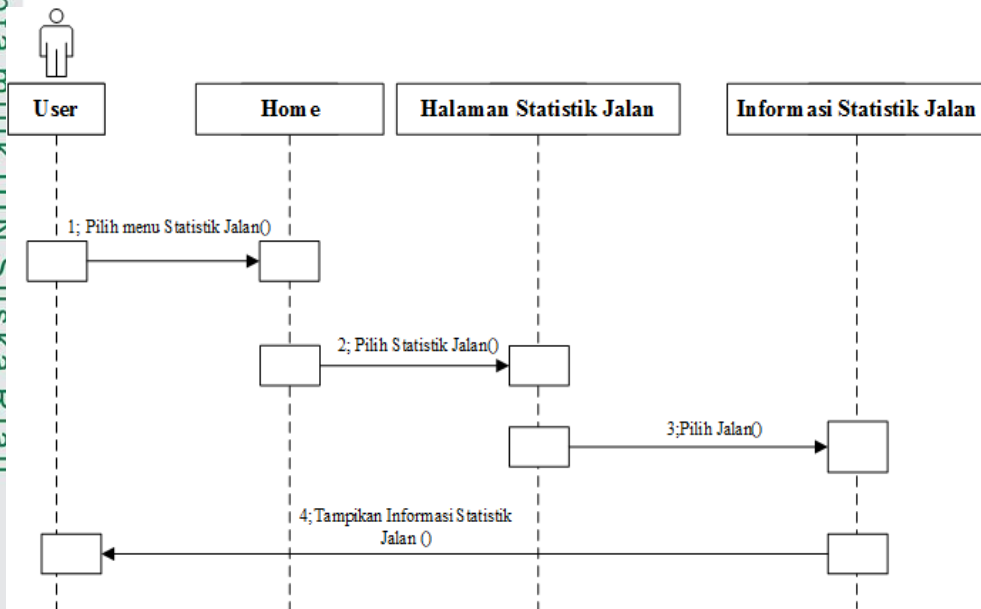 User
Home
Halaman Statistik Jalan
Informasi Statistik Jalan
1; Pilih menu Statistik Jalan()
2; Pilih Statistik Jalan()
3;Pilih Jalan()
4;Tampikan Informasi Statistik
Jalan ()